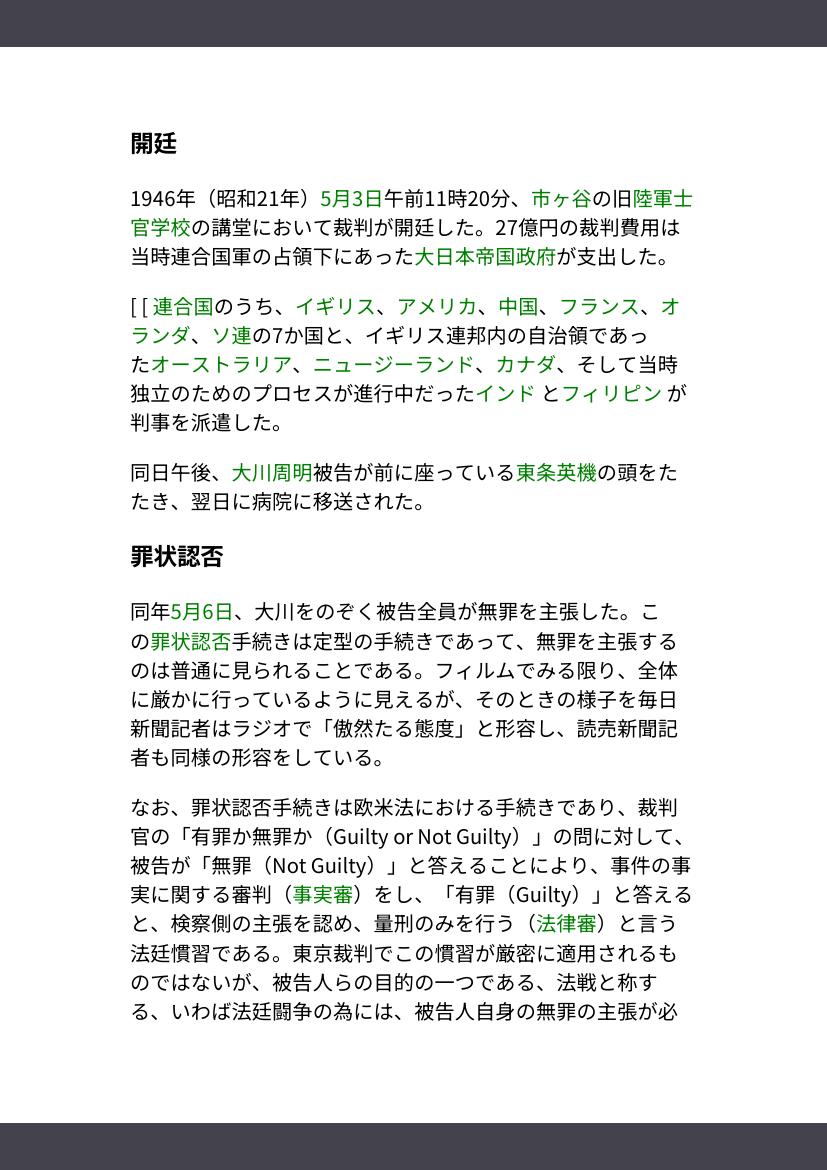 開廷
1946年（昭和21年）5月3日午前11時20分、市ヶ谷の旧陸軍士
官学校の講堂において裁判が開廷した。27億円の裁判費用は
当時連合国軍の占領下にあった大日本帝国政府が支出した。
[ [ 連合国のうち、イギリス、アメリカ、中国、フランス、オ
ランダ、ソ連の7か国と、イギリス連邦内の自治領であっ
たオーストラリア、ニュージーランド、カナダ、そして当時
独立のためのプロセスが進行中だったインド とフィリピン が
判事を派遣した。
同日午後、大川周明被告が前に座っている東条英機の頭をた
たき、翌日に病院に移送された。
罪状認否
同年5月6日、大川をのぞく被告全員が無罪を主張した。こ
の罪状認否手続きは定型の手続きであって、無罪を主張する
のは普通に見られることである。フィルムでみる限り、全体
に厳かに行っているように見えるが、そのときの様子を毎日
新聞記者はラジオで「傲然たる態度」と形容し、読売新聞記
者も同様の形容をしている。
なお、罪状認否手続きは欧米法における手続きであり、裁判
官の「有罪か無罪か（Guilty or Not Guilty）」の問に対して、
被告が「無罪（Not Guilty）」と答えることにより、事件の事
実に関する審判（事実審）をし、「有罪（Guilty）」と答える
と、検察側の主張を認め、量刑のみを行う（法律審）と言う
法廷慣習である。東京裁判でこの慣習が厳密に適用されるも
のではないが、被告人らの目的の一つである、法戦と称す
る、いわば法廷闘争の為には、被告人自身の無罪の主張が必